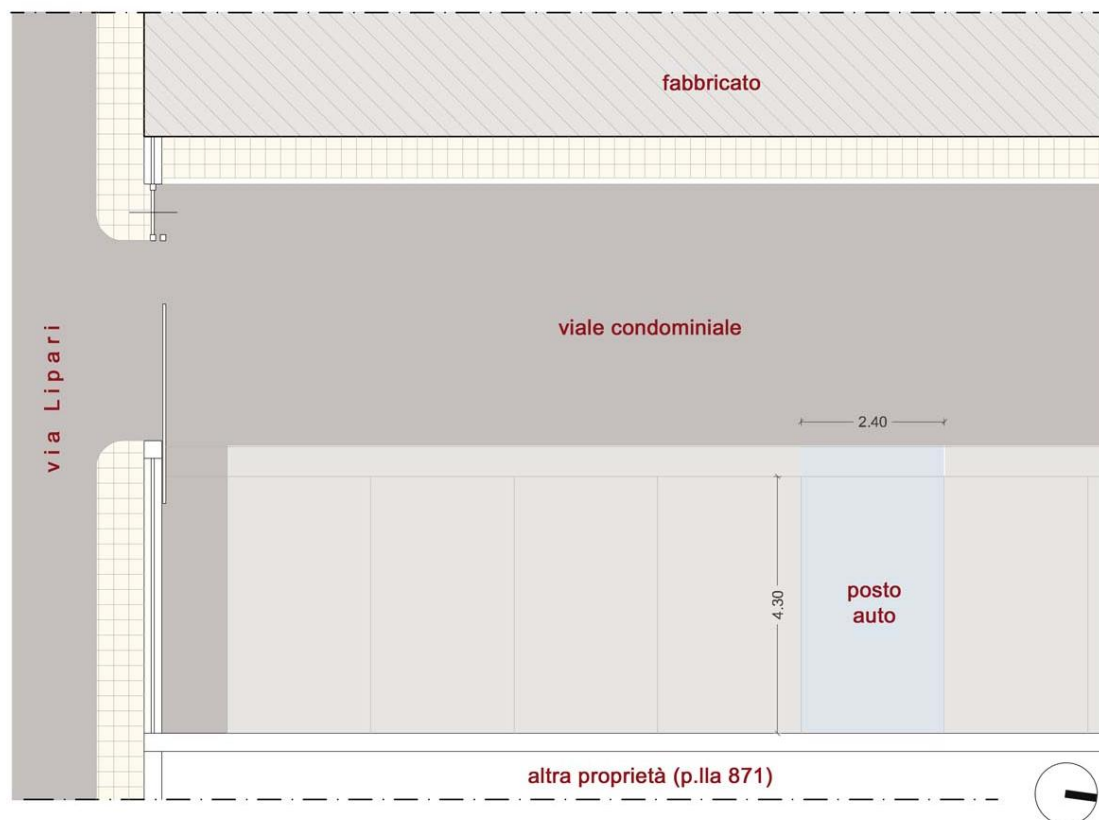 fabbricato
viale condominiale
via Lipari
2.40
4.30
posto
auto
altra proprietà (p.lla 871)